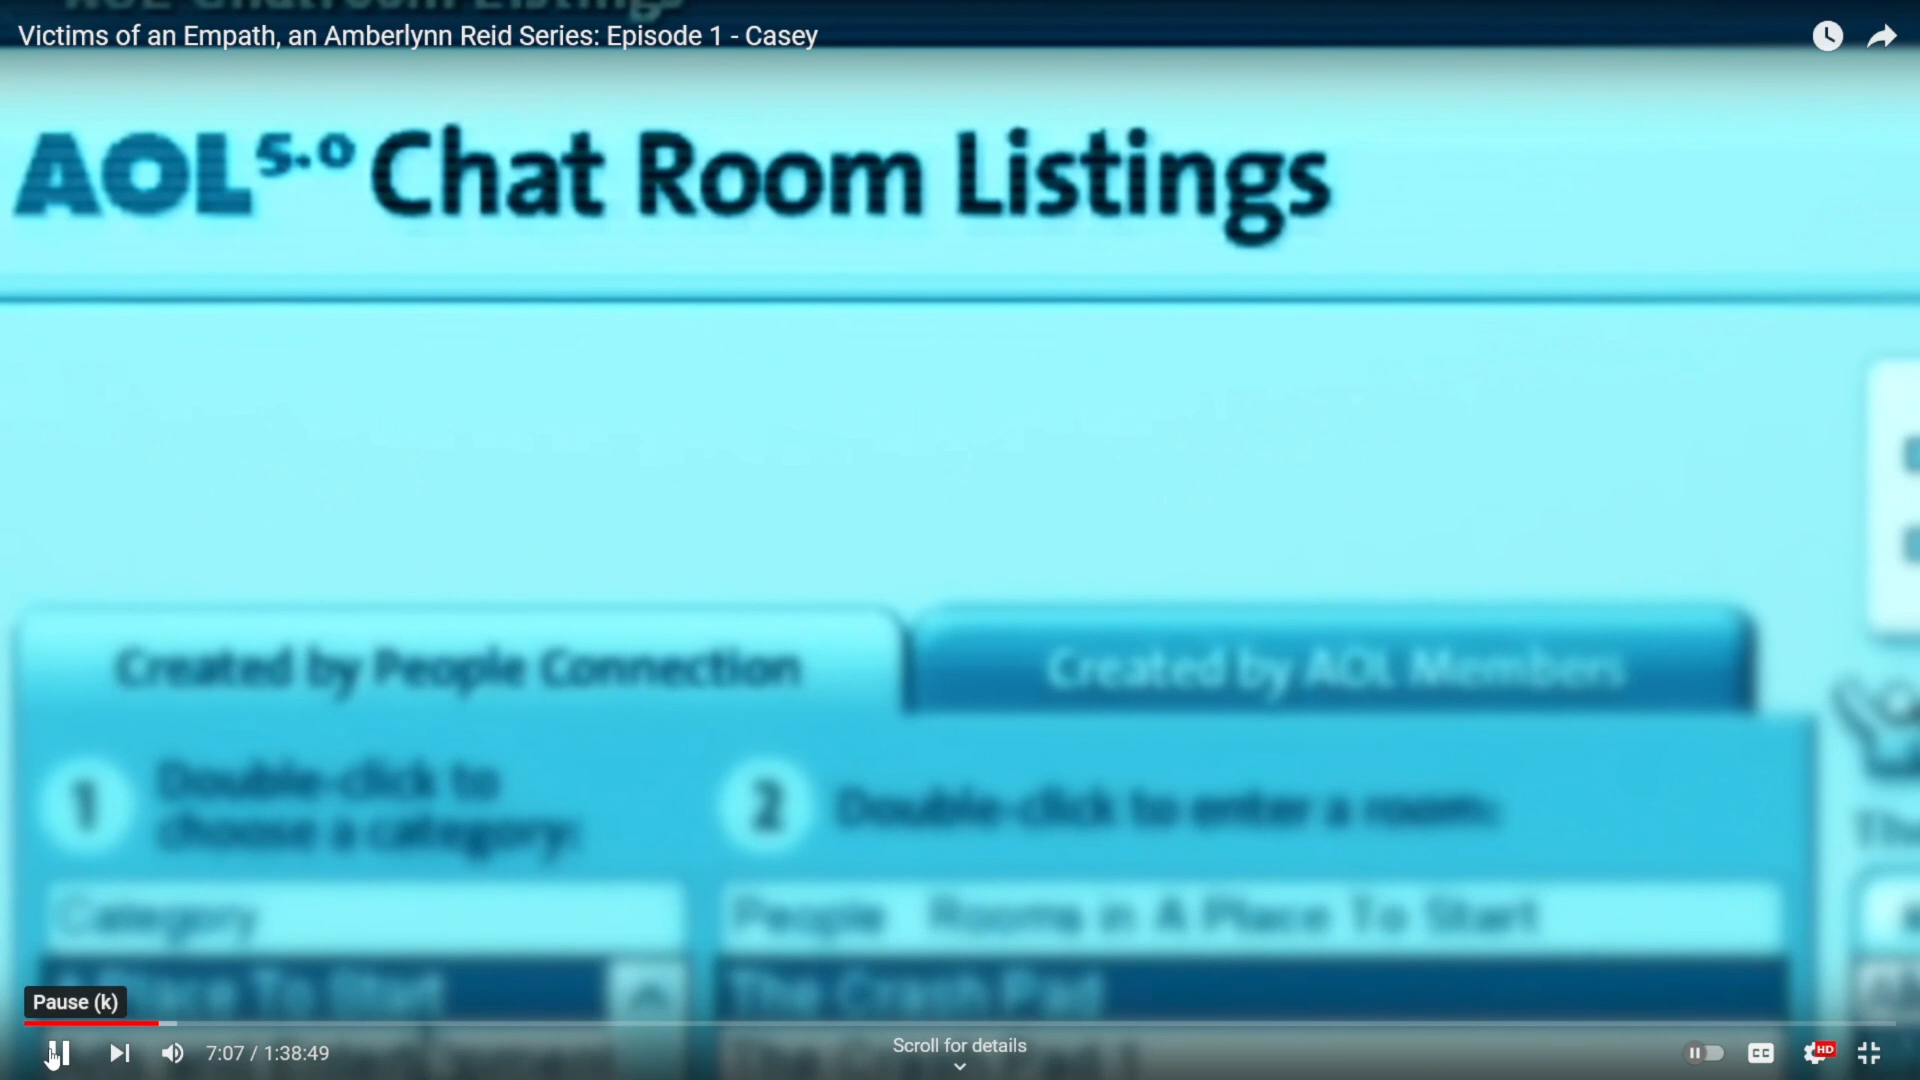 Victims of an Empath, an Amberlynn Reid Series: Episode 1 - Casey
AOL 5.0 Chat Room Listings
Created by People Connection
Created by AOL Members
1 Double-click to
choose a category:
2 Double-click to enter a room:
Category
People Rooms in A Place To Start
A Place To Start
The Crash Pad
Pause (k)
7:07 / 1:38:49
Scroll for details
CC
HD